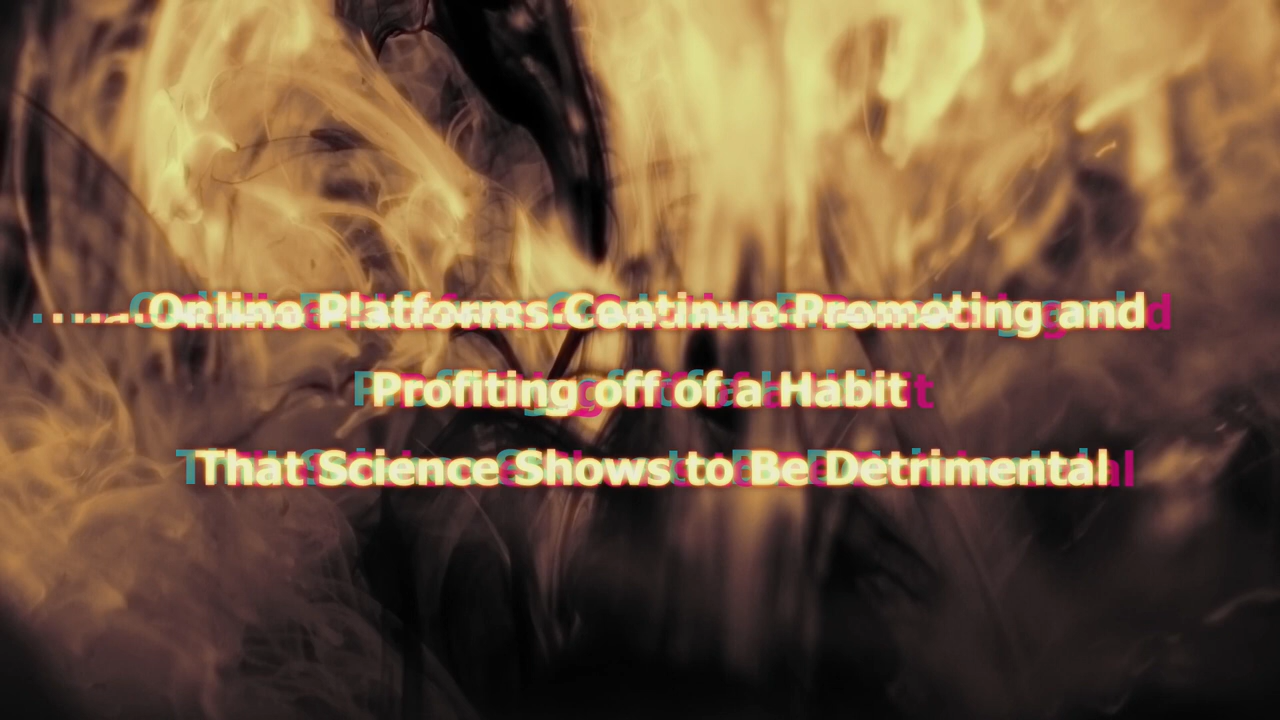 Online Platforms Continue Promoting and
Profiting off of a Habit
That Science Shows to Be Detrimental